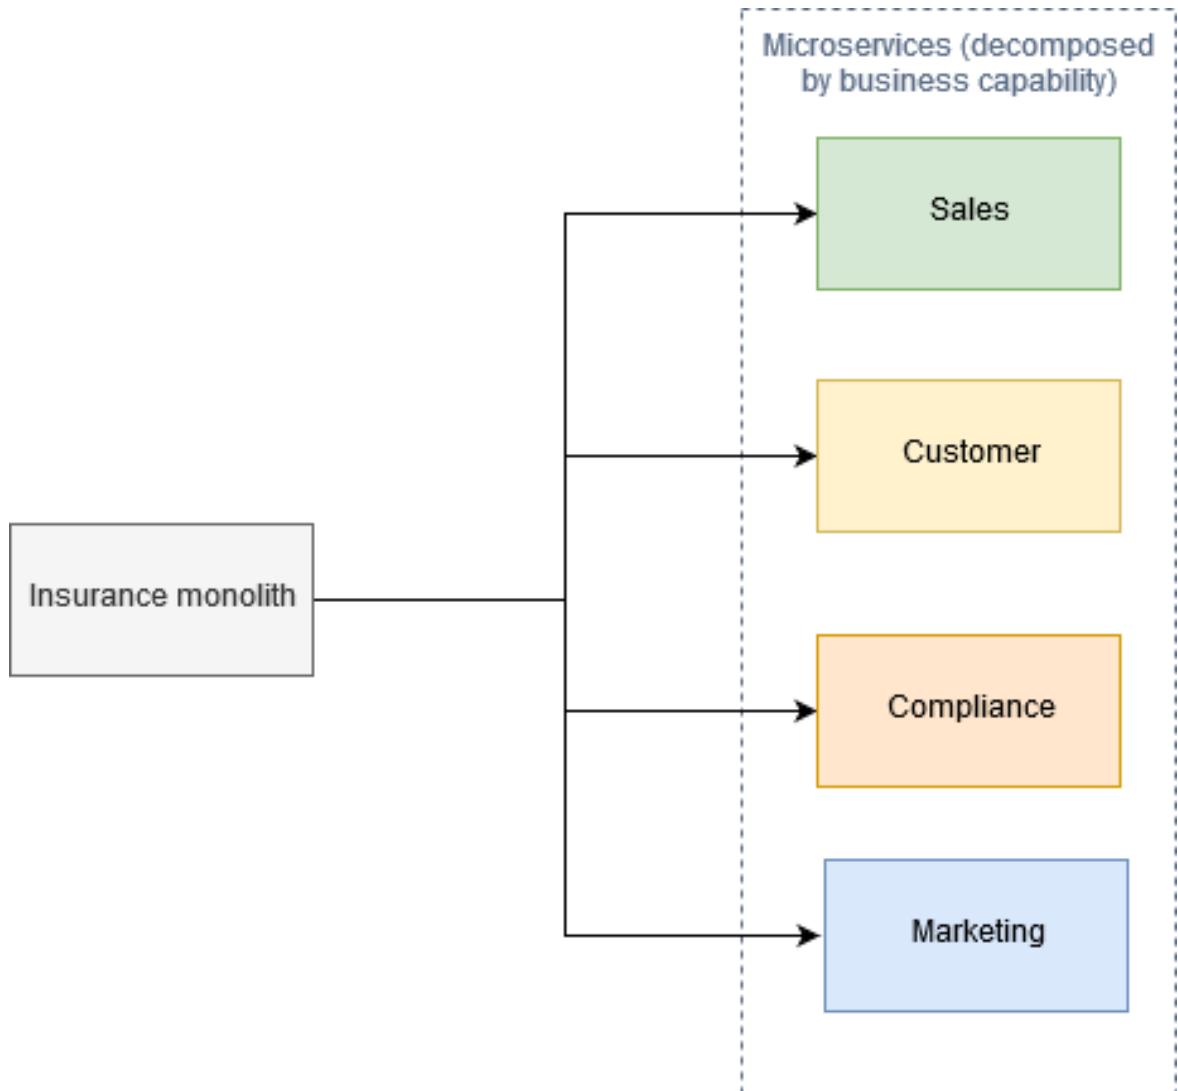 Microservices (decomposed
by business capability)
Sales
Customer
Insurance monolith
Compliance
Marketing